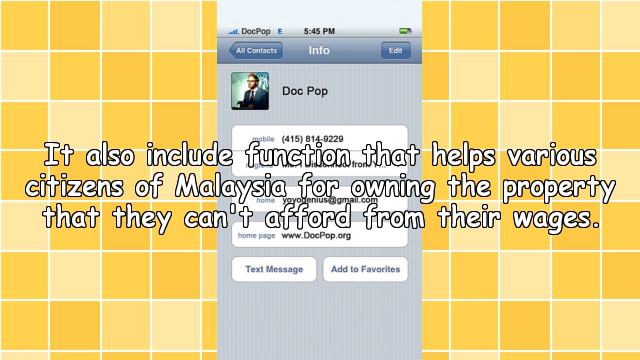 DocPop E 5:45 PM
All Contacts Info Edit
Doc Pop
mobile (415) 814-9229
It also include function that helps various
citizens of Malaysia for owning the property
that they can't afford from their wages.
home yoyogenius@gmail.com
home page www.DocPop.org
Text Message Add to Favorites